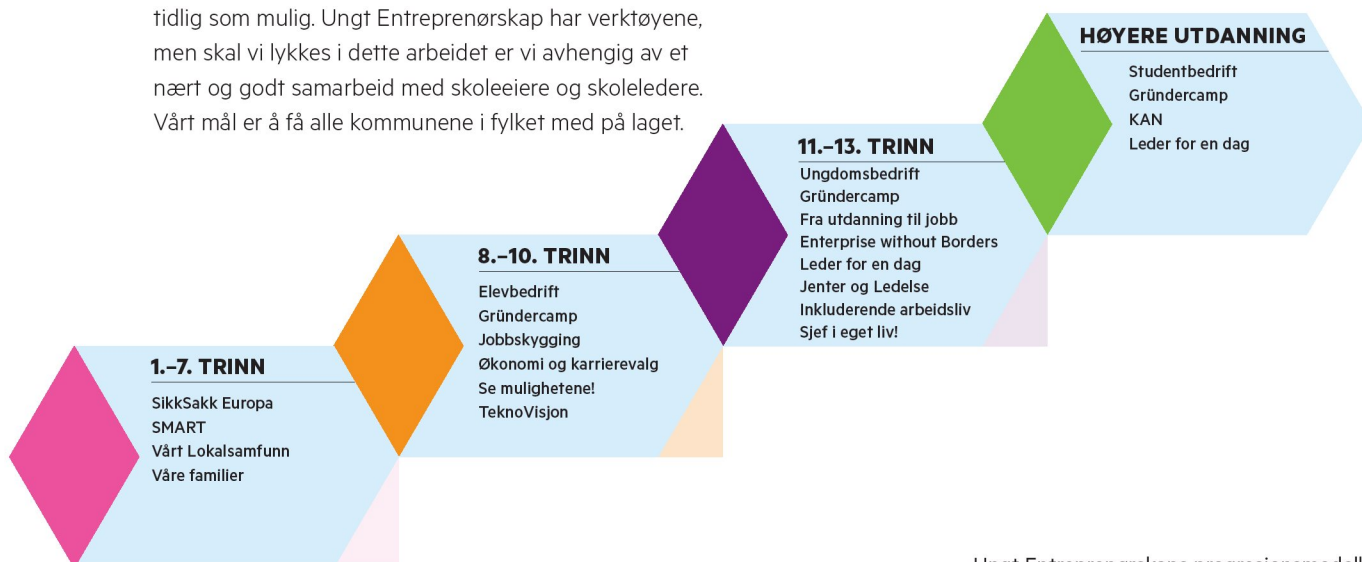 tidlig som mulig. Ungt Entreprenørskap har verktøyene,
men skal vi lykkes i dette arbeidet er vi avhengig av et
nært og godt samarbeid med skoleeiere og skoleledere.
Vårt mål er å få alle kommunene i fylket med på laget.
1.–7. TRINN
SikkSakk Europa
SMART
Vårt Lokalsamfunn
Våre familier
8.–10. TRINN
Elevbedrift
Gründercamp
Jobbskygging
Økonomi og karrierevalg
Se mulighetene!
TeknoVisjon
11.–13. TRINN
Ungdomsbedrift
Gründercamp
Fra utdanning til jobb
Enterprise without Borders
Leder for en dag
Jenter og Ledelse
Inkluderende arbeidsliv
Sjef i eget liv!
HØYERE UTDANNING
Studentbedrift
Gründercamp
KAN
Leder for en dag
Ungt Entreprenørskaps progresjonsmodell